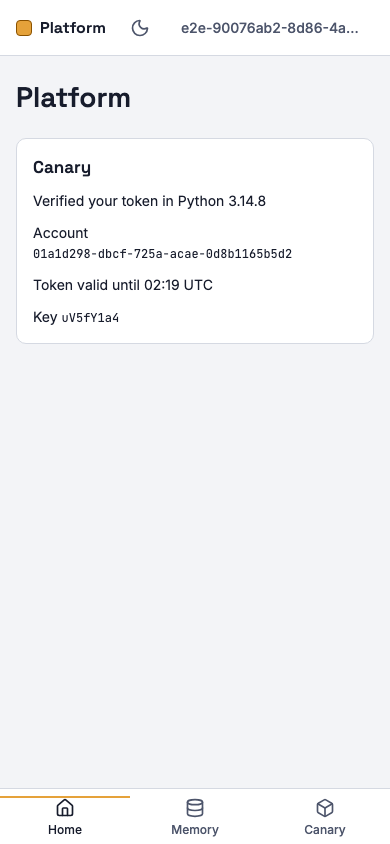 Platform
e2e-90076ab2-8d86-4a...
Platform
Canary
Verified your token in Python 3.14.8
Account
01a1d298-dbcf-725a-acae-0d8b1165b5d2
Token valid until 02:19 UTC
Key uV5fY1a4
Home
Memory
Canary